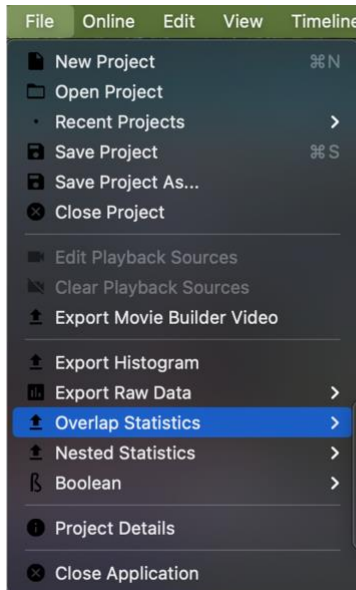 File Online Edit View Timeline
New Project ⌘N
Open Project
Recent Projects >
Save Project ⌘S
Save Project As...
Close Project
Edit Playback Sources
Clear Playback Sources
Export Movie Builder Video
Export Histogram
Export Raw Data >
Overlap Statistics >
Nested Statistics >
ß Boolean >
Project Details
Close Application